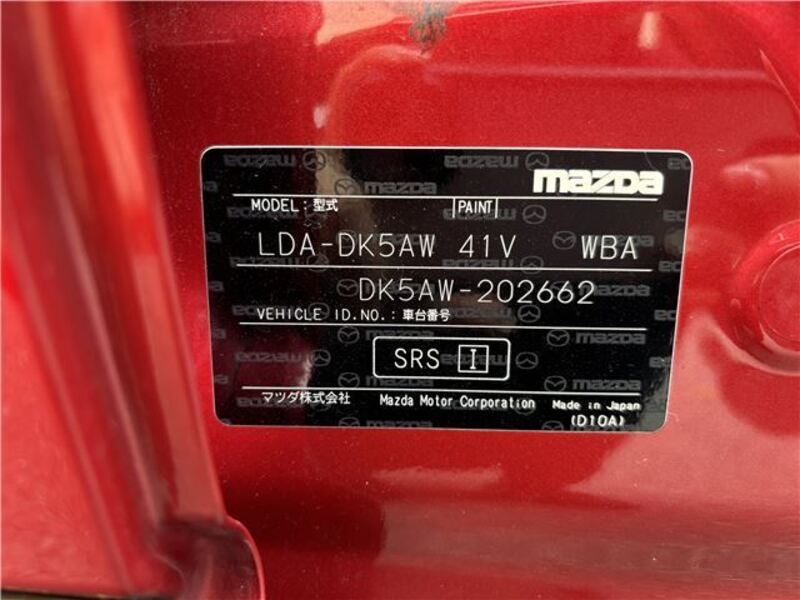 mazda
MODEL:型式 PAINT
LDA-DK5AW 41V WBA
DK5AW-202662
VEHICLE ID.NO.:車台番号
SRS I
マツダ株式会社 Mazda Motor Corporation Made in Japan
(D10A)